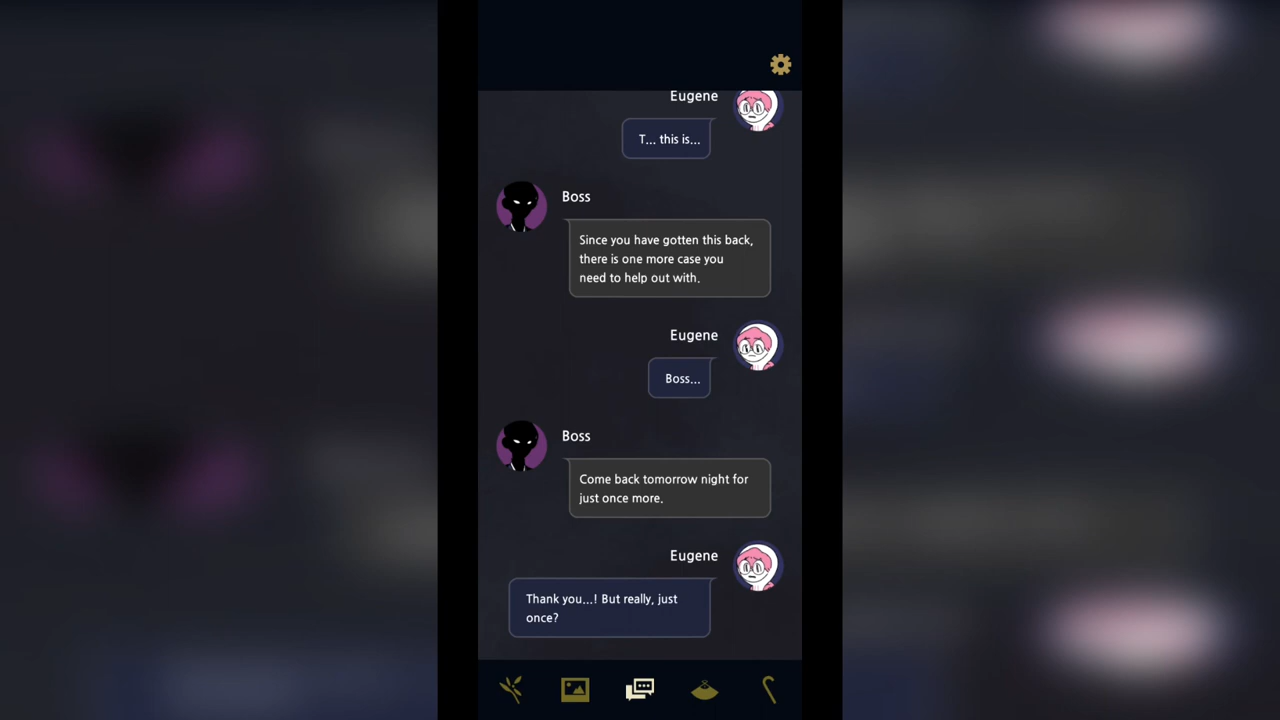 Eugene
T... this is...
Boss
Since you have gotten this back,
there is one more case you
need to help out with.
Eugene
Boss...
Boss
Come back tomorrow night for
just once more.
Eugene
Thank you...! But really, just
once?